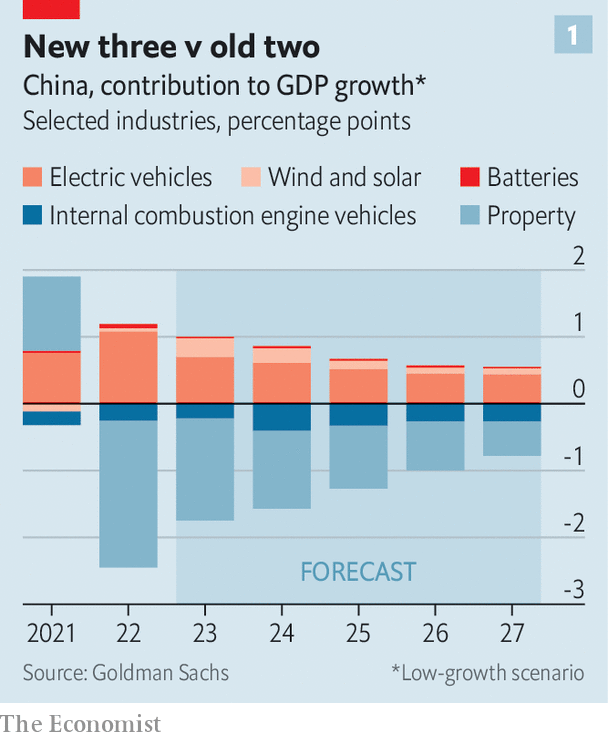 1
New three v old two
China, contribution to GDP growth*
Selected industries, percentage points
Electric vehicles Wind and solar Batteries
Internal combustion engine vehicles Property
2
1
0
-1
-2
FORECAST
-3
2021 22 23 24 25 26 27
Source: Goldman Sachs *Low-growth scenario
The Economist